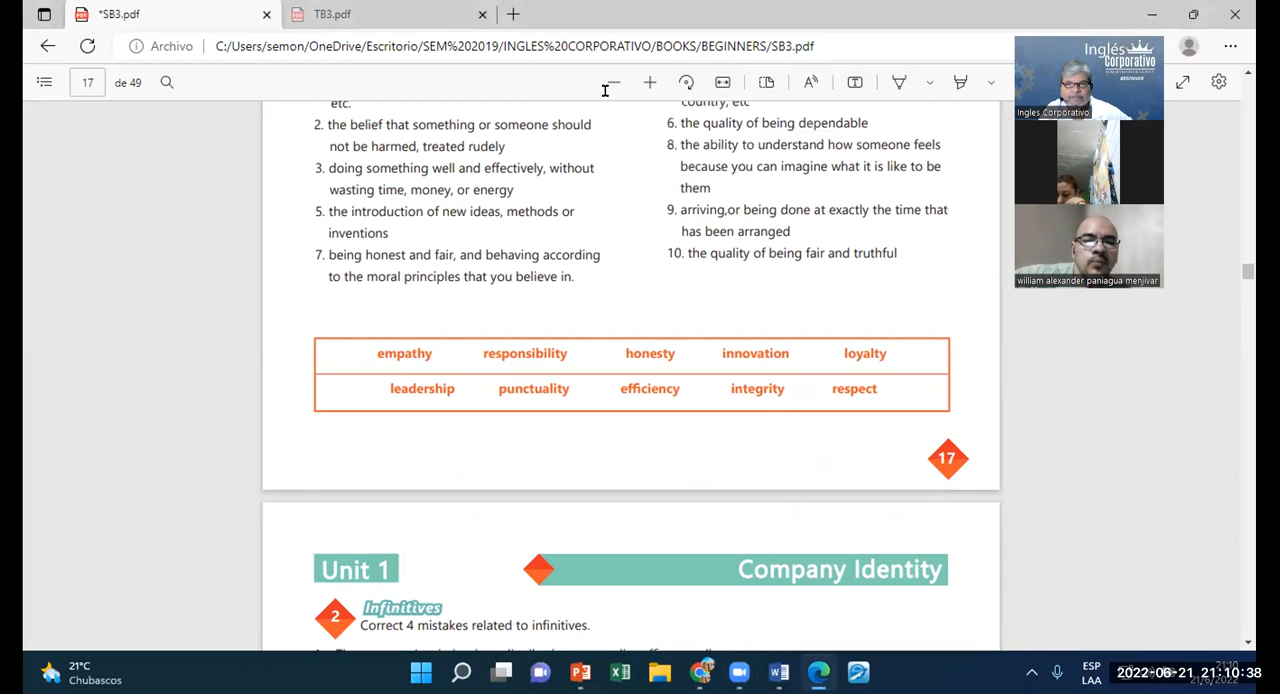 *SB3.pdf
TB3.pdf
Archivo
C:/Users/semon/OneDrive/Escritorio/SEM%202019/INGLES%20CORPORATIVO/BOOKS/BEGINNERS/SB3.pdf
17
de 49
etc.
2. the belief that something or someone should
not be harmed, treated rudely
3. doing something well and effectively, without
wasting time, money, or energy
5. the introduction of new ideas, methods or
inventions
7. being honest and fair, and behaving according
to the moral principles that you believe in.
country, etc
6. the quality of being dependable
8. the ability to understand how someone feels
because you can imagine what it is like to be
them
9. arriving,or being done at exactly the time that
has been arranged
10. the quality of being fair and truthful
empathy responsibility honesty innovation loyalty
leadership punctuality efficiency integrity respect
17
Unit 1
Company Identity
2
Infinitives
Correct 4 mistakes related to infinitives.
Inglés
Corporativo
BEGINNER
Ingles Corporativo
william alexander paniagua menjivar
21°C
Chubascos
ESP
LAA
2022-06-21, 21:10:38